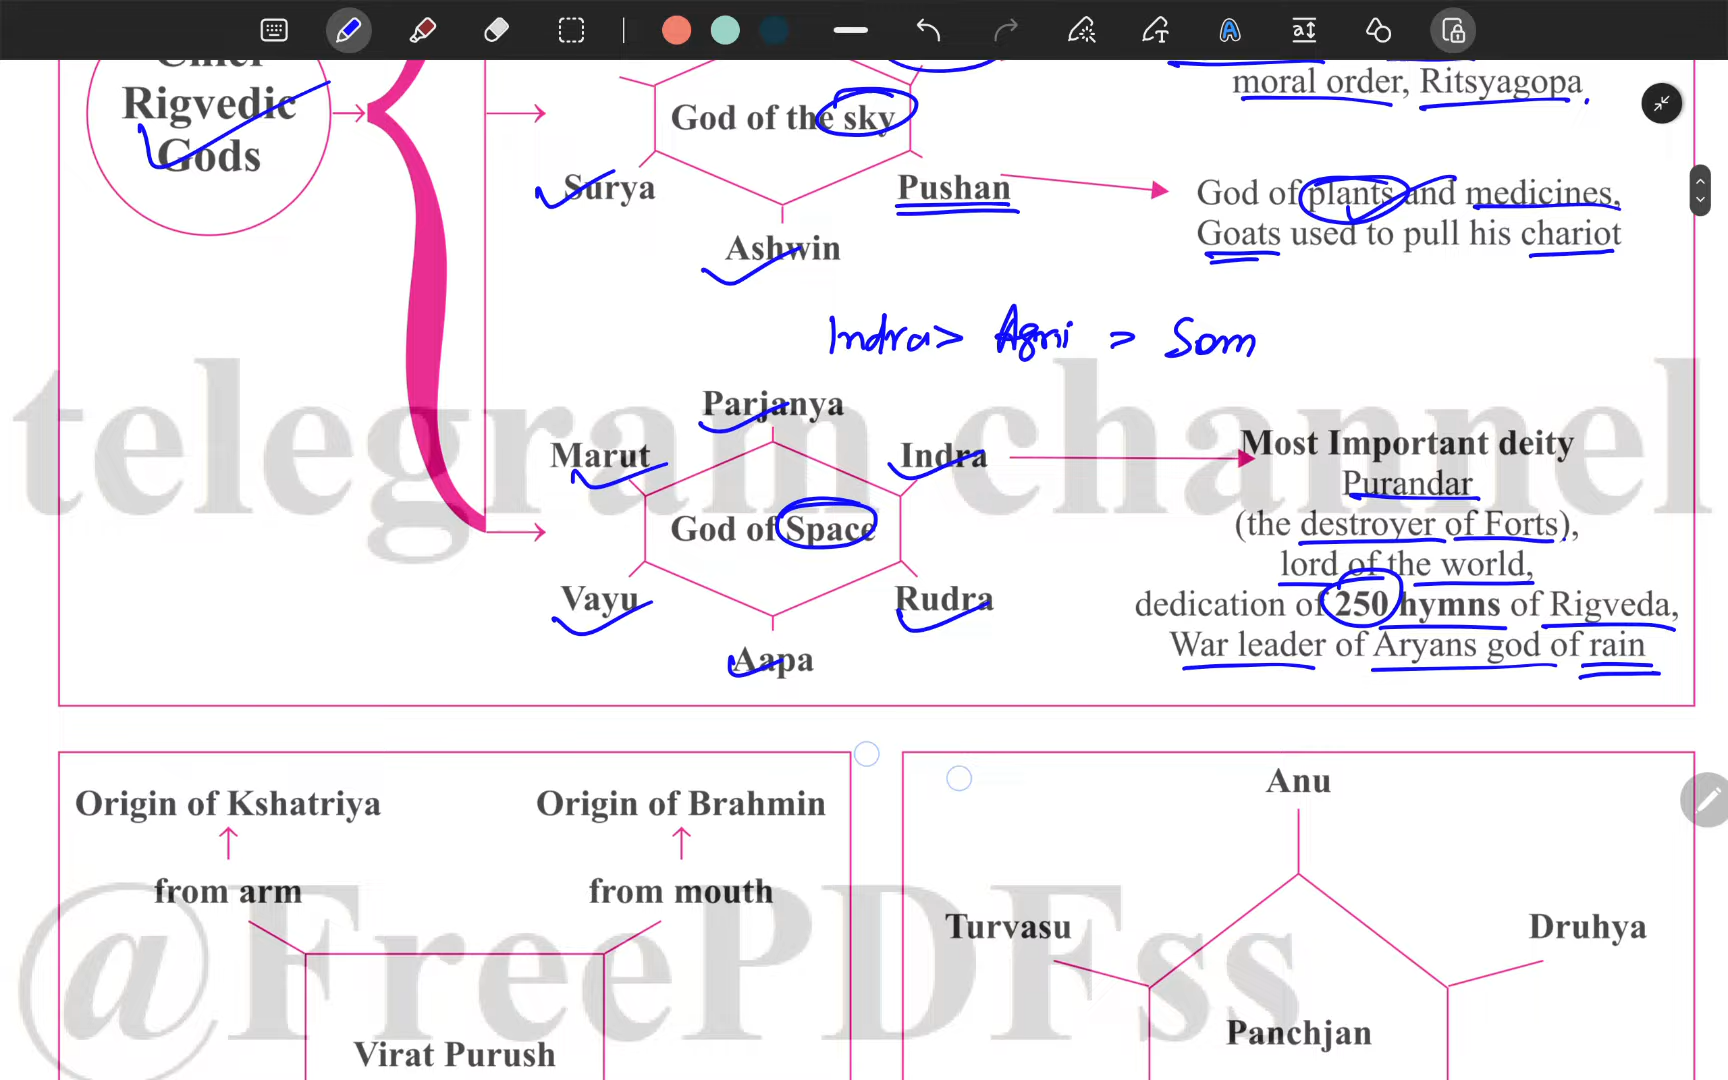 Chief
Rigvedic
Gods
God of the sky
Surya
Pushan
Ashwin
moral order, Ritsyagopa
God of plants and medicines,
Goats used to pull his chariot
Indra > Agni > Som
Parjanya
Marut
Indra
God of Space
Vayu
Rudra
Aapa
Most Important deity
Purandar
(the destroyer of Forts),
lord of the world,
dedication of 250 hymns of Rigveda,
War leader of Aryans god of rain
telegram channel
Origin of Kshatriya
Origin of Brahmin
from arm
from mouth
Virat Purush
Anu
Turvasu
Druhya
Panchjan
@FreePDFss